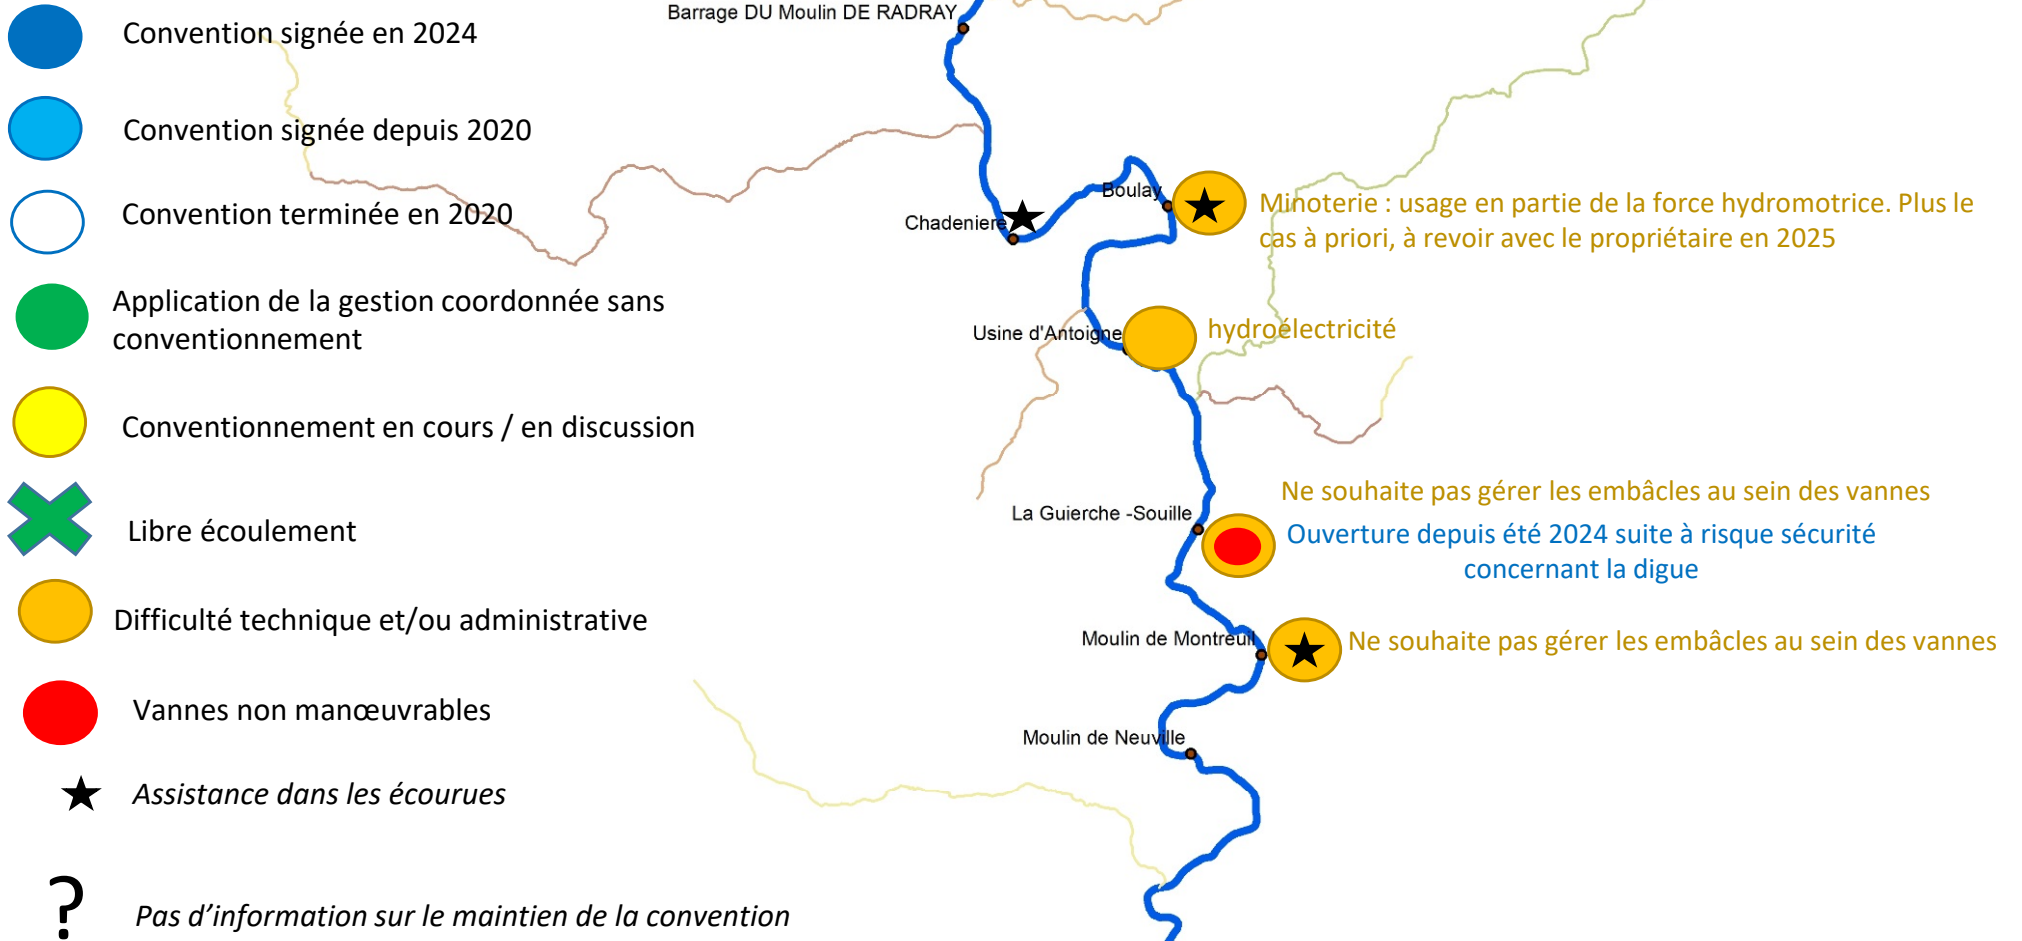 Convention signée en 2024
Convention signée depuis 2020
Convention terminée en 2020
Application de la gestion coordonnée sans
conventionnement
Conventionnement en cours / en discussion
Libre écoulement
Difficulté technique et/ou administrative
Vannes non manœuvrables
Assistance dans les écourues
?
Pas d’information sur le maintien de la convention
Barrage DU Moulin DE RADRAY
Chadeniere
Boulay
Minoterie : usage en partie de la force hydromotrice. Plus le
cas à priori, à revoir avec le propriétaire en 2025
Usine d'Antoigne
hydroélectricité
La Guierche -Souille
Ne souhaite pas gérer les embâcles au sein des vannes
Ouverture depuis été 2024 suite à risque sécurité
concernant la digue
Moulin de Montreuil
Ne souhaite pas gérer les embâcles au sein des vannes
Moulin de Neuville